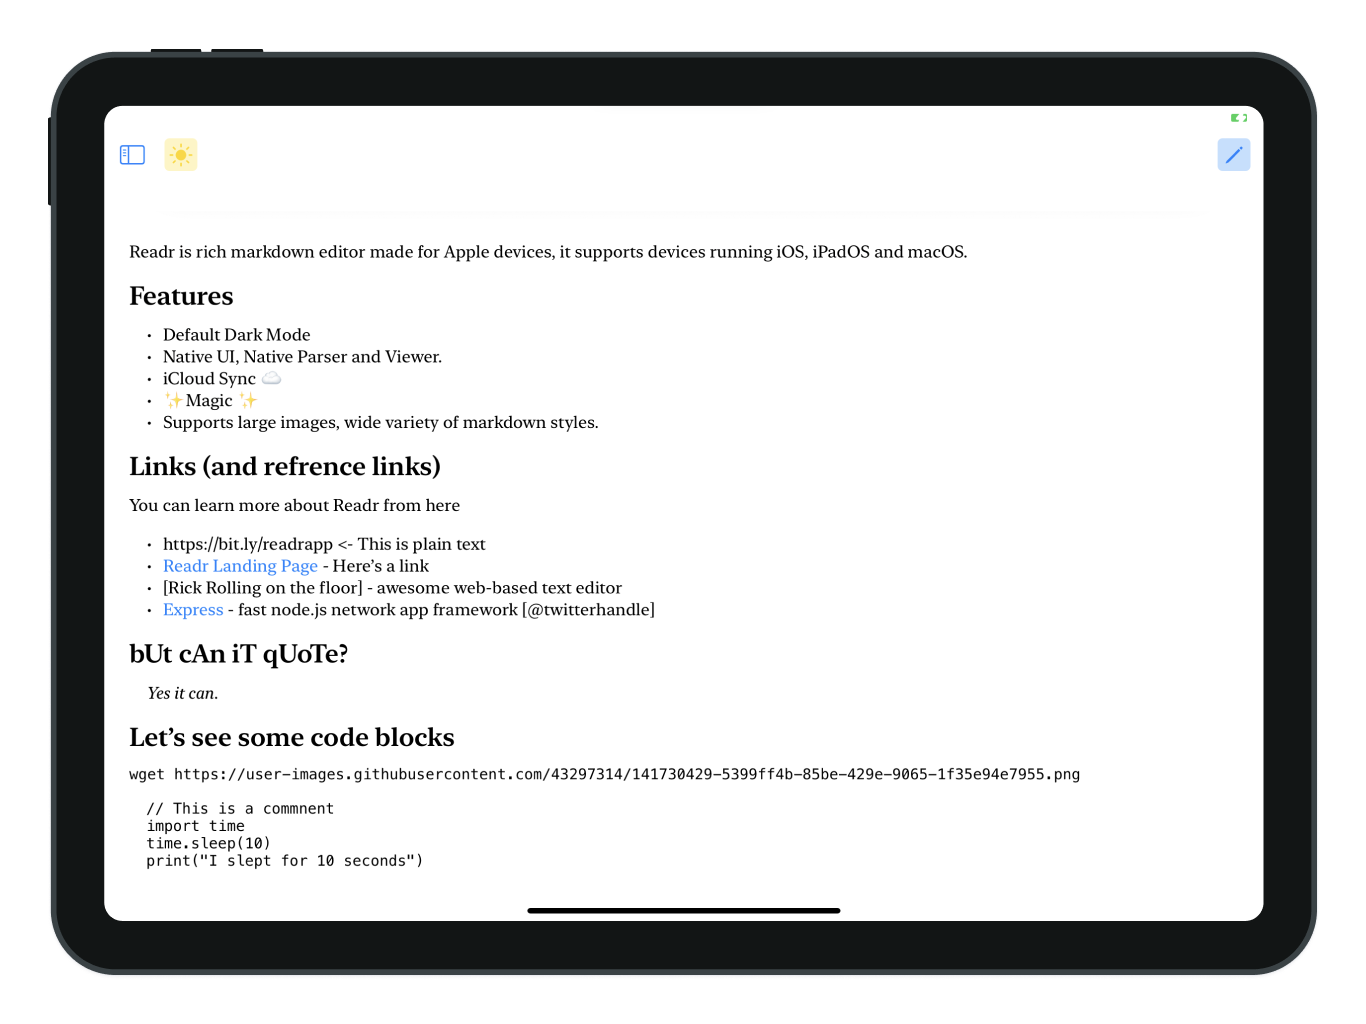 Readr is rich markdown editor made for Apple devices, it supports devices running iOS, iPadOS and macOS.
Features
• Default Dark Mode
• Native UI, Native Parser and Viewer.
• iCloud Sync ☁️
• ✨Magic ✨
• Supports large images, wide variety of markdown styles.
Links (and refrence links)
You can learn more about Readr from here
• https://bit.ly/readrapp <- This is plain text
• Readr Landing Page - Here’s a link
• [Rick Rolling on the floor] - awesome web-based text editor
• Express - fast node.js network app framework [@twitterhandle]
bUt cAn iT qUoTe?
Yes it can.
Let’s see some code blocks
wget https://user-images.githubusercontent.com/43297314/141730429-5399ff4b-85be-429e-9065-1f35e94e7955.png
// This is a commnent
import time
time.sleep(10)
print("I slept for 10 seconds")